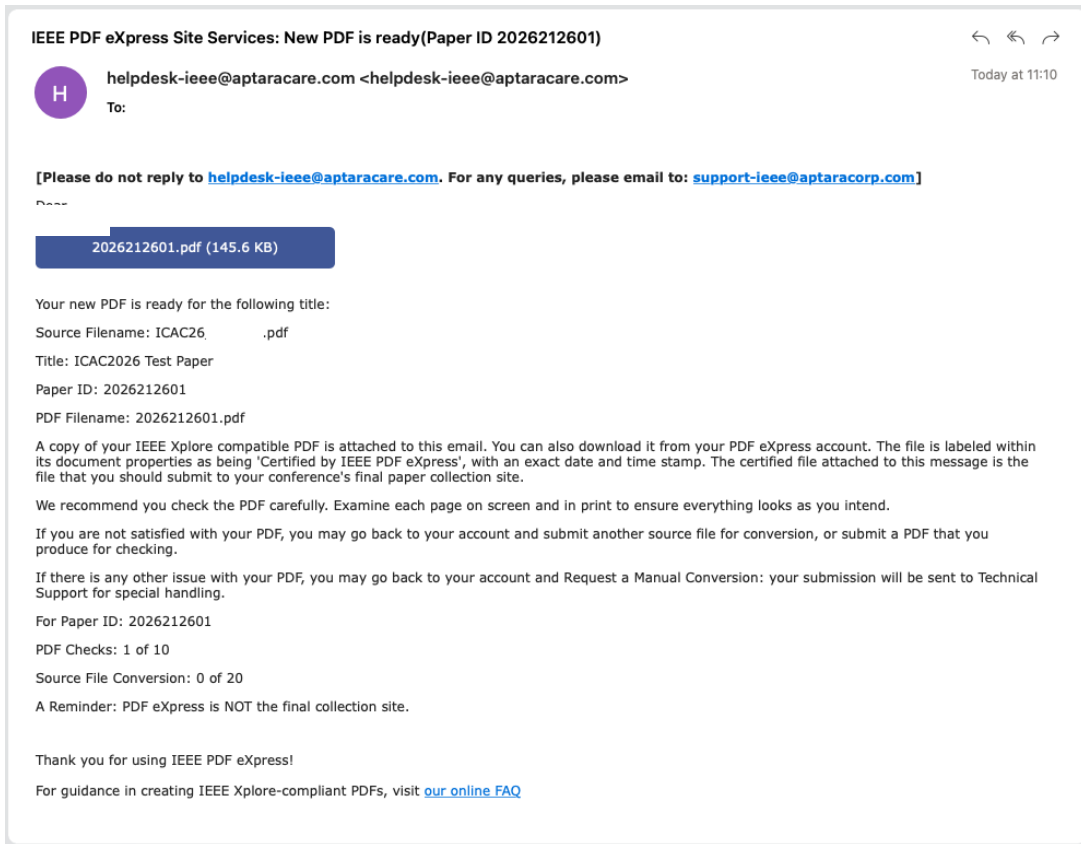 IEEE PDF eXpress Site Services: New PDF is ready(Paper ID 2026212601)
H
helpdesk-ieee@aptaracare.com <helpdesk-ieee@aptaracare.com>
Today at 11:10
To:
[Please do not reply to helpdesk-ieee@aptaracare.com. For any queries, please email to: support-ieee@aptaracorp.com]
2026212601.pdf (145.6 KB)
Your new PDF is ready for the following title:
Source Filename: ICAC26 .pdf
Title: ICAC2026 Test Paper
Paper ID: 2026212601
PDF Filename: 2026212601.pdf
A copy of your IEEE Xplore compatible PDF is attached to this email. You can also download it from your PDF eXpress account. The file is labeled within
its document properties as being 'Certified by IEEE PDF eXpress', with an exact date and time stamp. The certified file attached to this message is the
file that you should submit to your conference's final paper collection site.
We recommend you check the PDF carefully. Examine each page on screen and in print to ensure everything looks as you intend.
If you are not satisfied with your PDF, you may go back to your account and submit another source file for conversion, or submit a PDF that you
produce for checking.
If there is any other issue with your PDF, you may go back to your account and Request a Manual Conversion: your submission will be sent to Technical
Support for special handling.
For Paper ID: 2026212601
PDF Checks: 1 of 10
Source File Conversion: 0 of 20
A Reminder: PDF eXpress is NOT the final collection site.
Thank you for using IEEE PDF eXpress!
For guidance in creating IEEE Xplore-compliant PDFs, visit our online FAQ